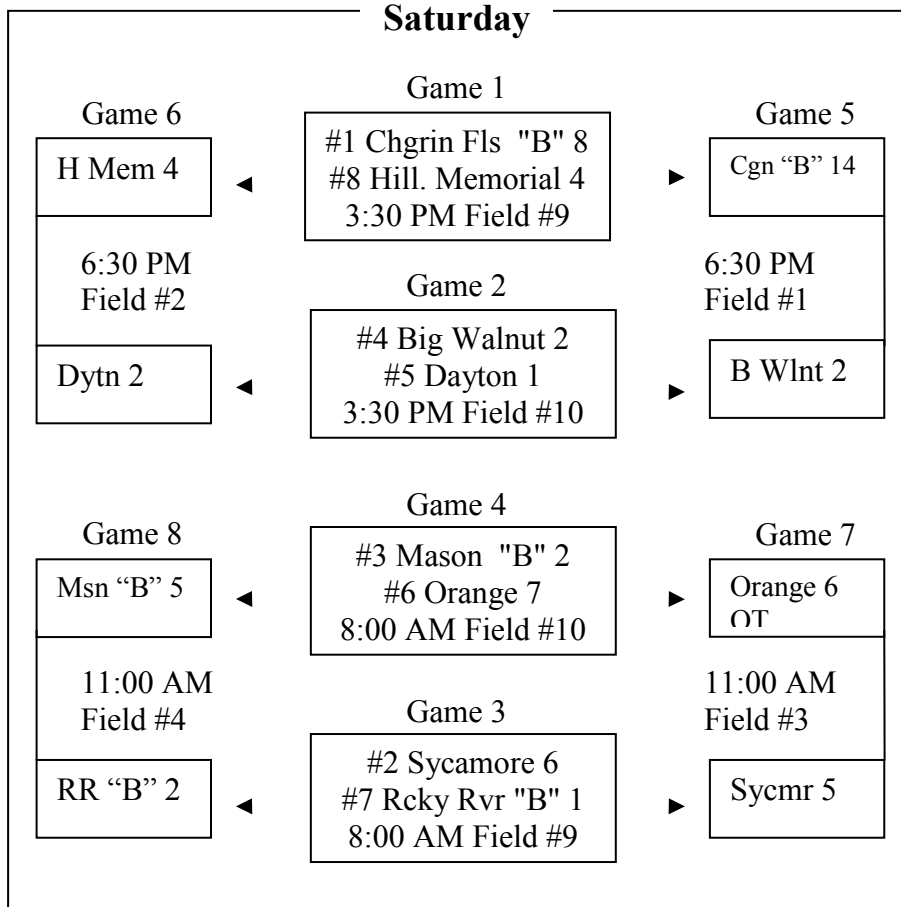 Saturday
Game 6
Game 1
Game 5
H Mem 4
#1 Chgrin Fls "B" 8
#8 Hill. Memorial 4
3:30 PM Field #9
Cgn “B” 14
6:30 PM
Field #2
6:30 PM
Field #1
Game 2
Dytn 2
#4 Big Walnut 2
#5 Dayton 1
3:30 PM Field #10
B Wlnt 2
Game 8
Game 4
Game 7
Msn “B” 5
#3 Mason "B" 2
#6 Orange 7
8:00 AM Field #10
Orange 6
OT
11:00 AM
Field #4
11:00 AM
Field #3
Game 3
RR “B” 2
#2 Sycamore 6
#7 Rcky Rvr "B" 1
8:00 AM Field #9
Sycmr 5